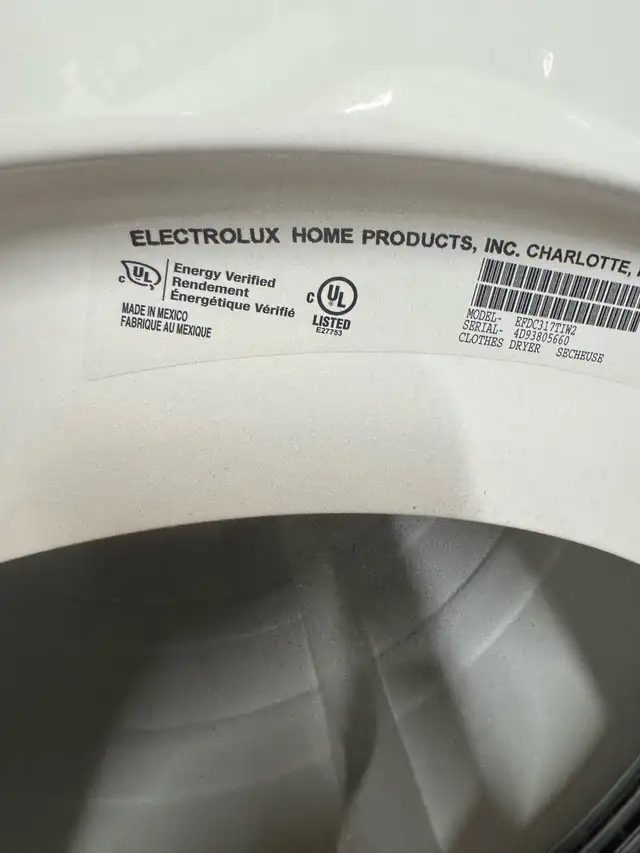 ELECTROLUX HOME PRODUCTS, INC. CHARLOTTE,
c UL
Energy Verified
Rendement
Énergétique Vérifié
MADE IN MEXICO
FABRIQUE AU MEXIQUE
c UL
LISTED
E27753
MODEL- EFDC317TIW2
SERIAL- 4D93805660
CLOTHES DRYER SECHEUSE